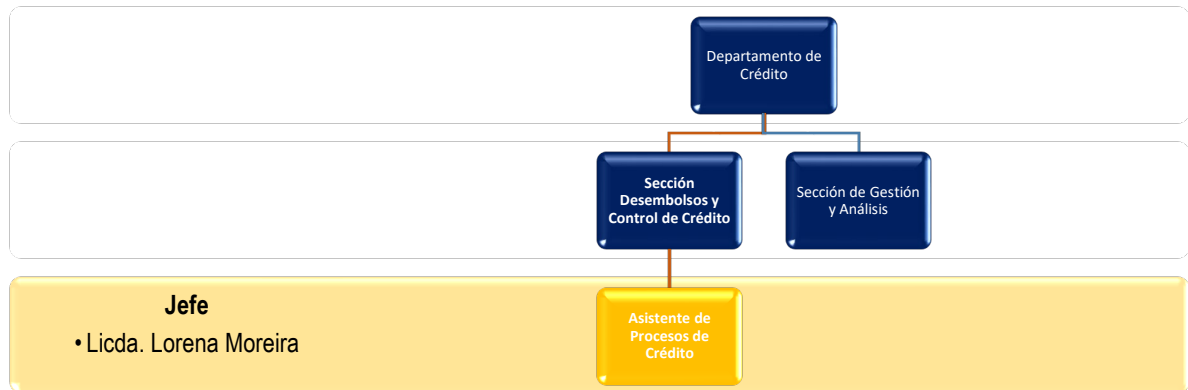 Departamento de
Crédito
Sección
Desembolsos y
Control de Crédito
Sección de Gestión
y Análisis
Jefe
• Licda. Lorena Moreira
Asistente de
Procesos de
Crédito